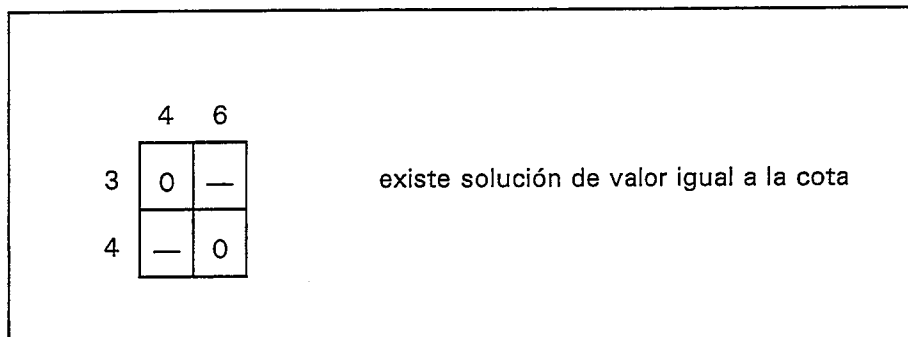 4 6
3 0 — existe solución de valor igual a la cota
4 — 0